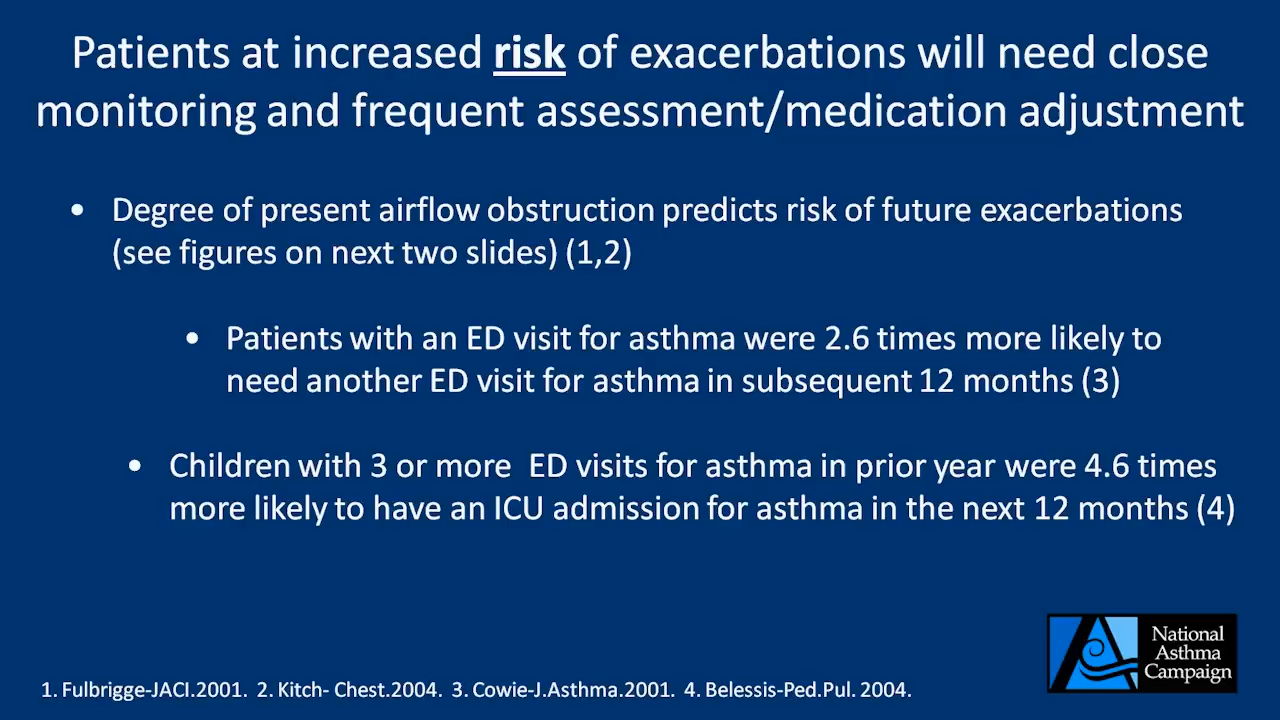 Patients at increased risk of exacerbations will need close
monitoring and frequent assessment/medication adjustment
• Degree of present airflow obstruction predicts risk of future exacerbations
(see figures on next two slides) (1,2)
• Patients with an ED visit for asthma were 2.6 times more likely to
need another ED visit for asthma in subsequent 12 months (3)
• Children with 3 or more  ED visits for asthma in prior year were 4.6 times
more likely to have an ICU admission for asthma in the next 12 months (4)
National
Asthma
Campaign
1. Fulbrigge-JACI.2001.  2. Kitch- Chest.2004.  3. Cowie-J.Asthma.2001.  4. Belessis-Ped.Pul. 2004.